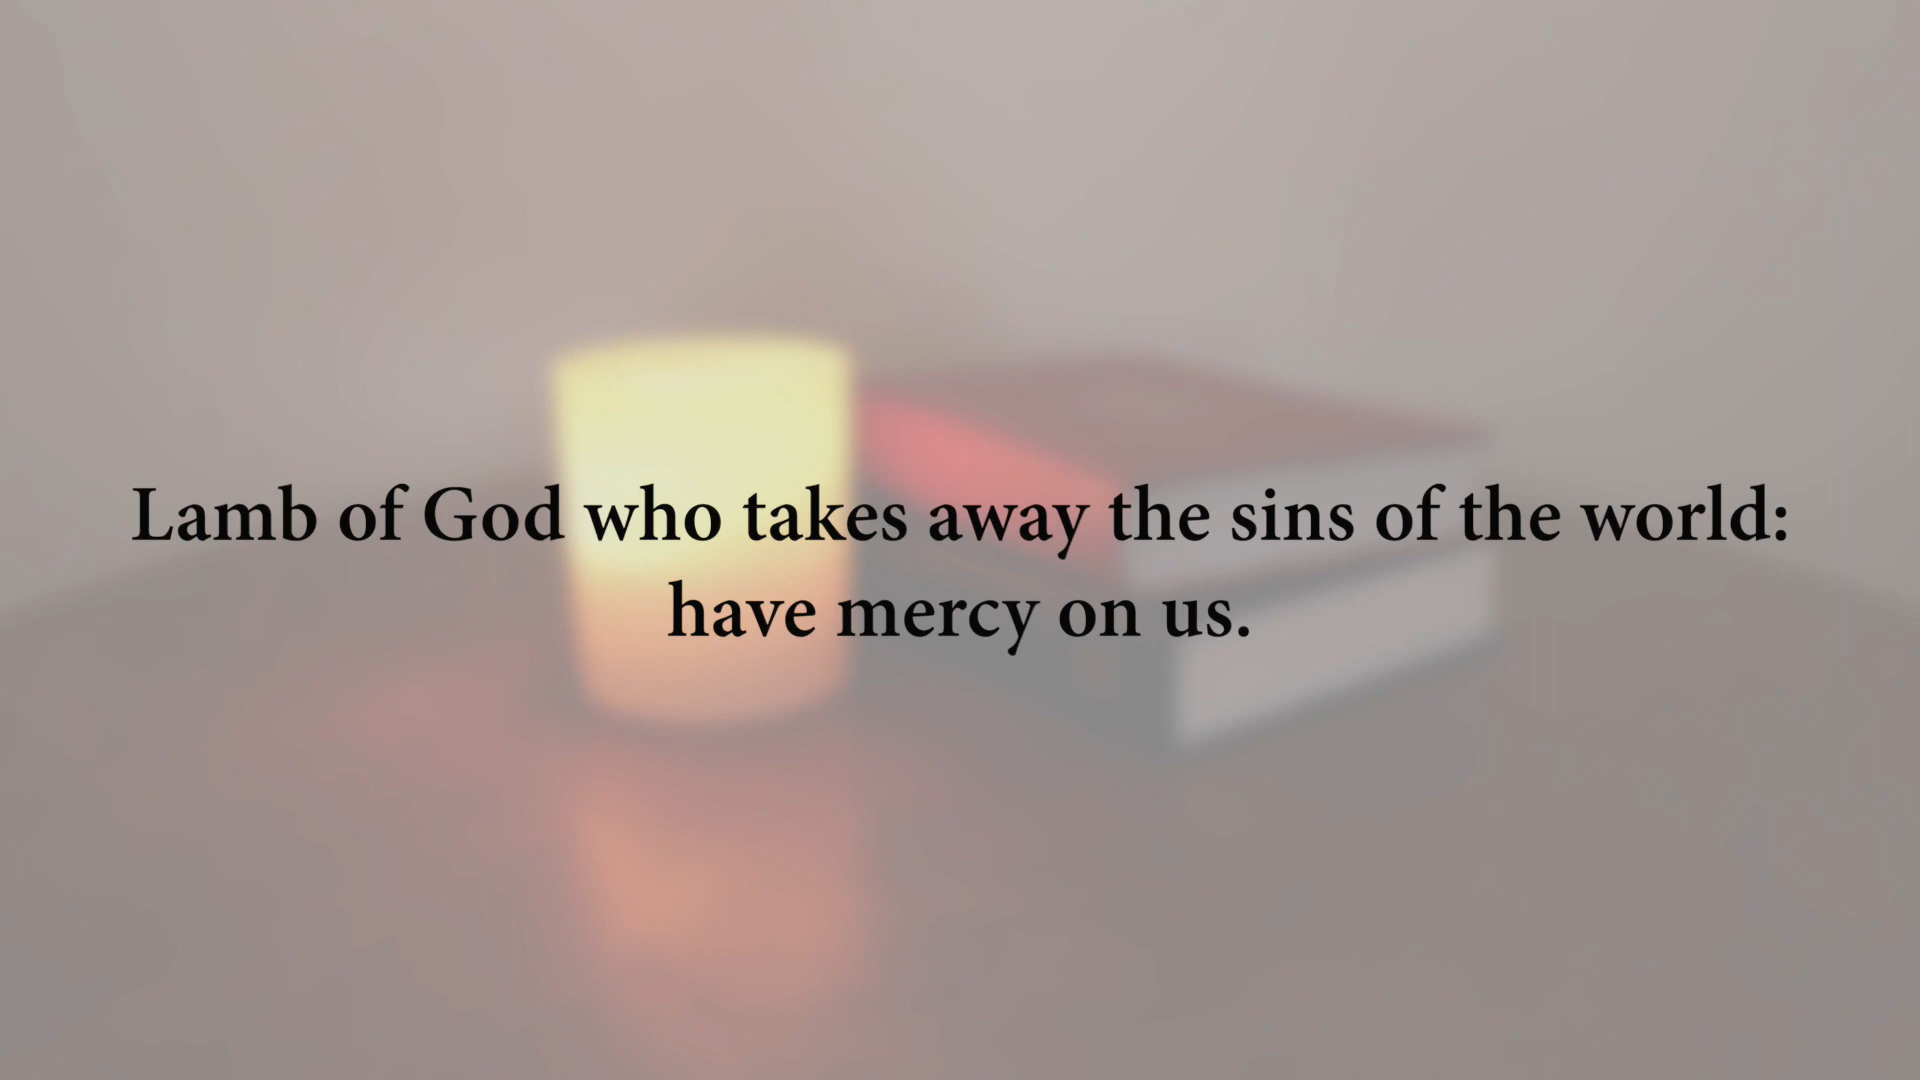 Lamb of God who takes away the sins of the world:
have mercy on us.